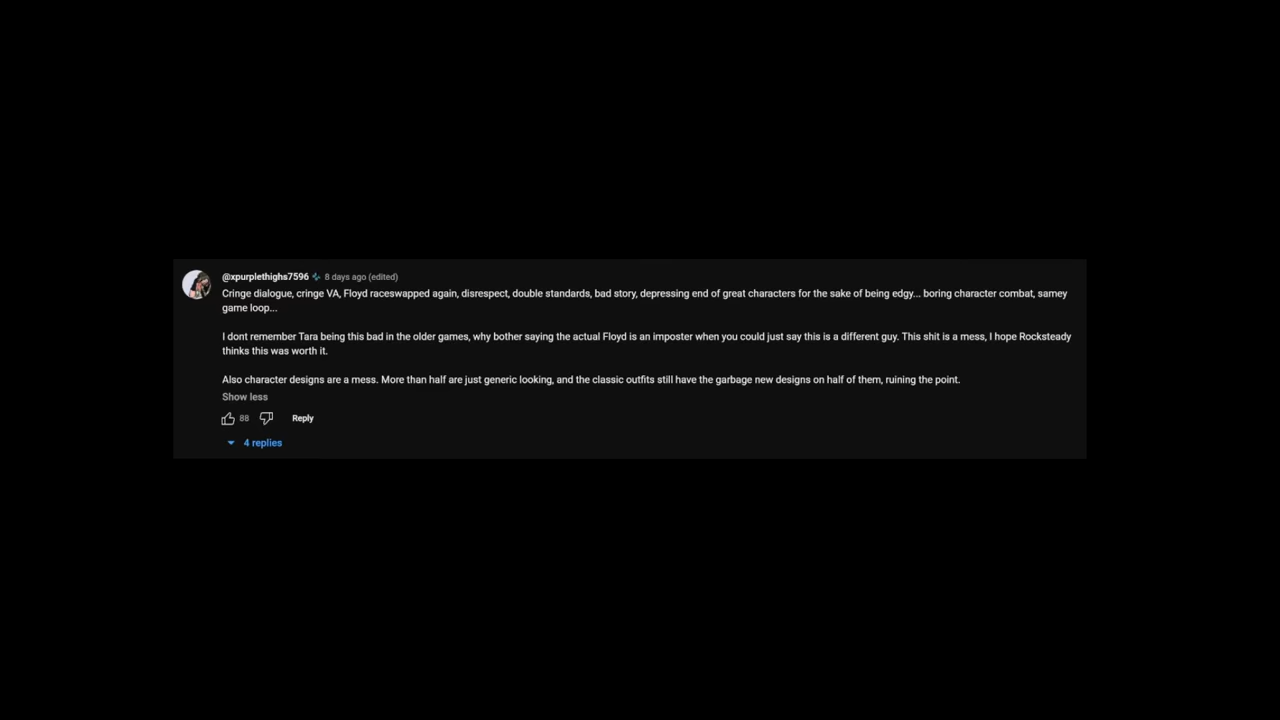 @xpurplethighs7596 8 days ago (edited)
Cringe dialogue, cringe VA, Floyd raceswapped again, disrespect, double standards, bad story, depressing end of great characters for the sake of being edgy... boring character combat, samey
game loop...
I dont remember Tara being this bad in the older games, why bother saying the actual Floyd is an imposter when you could just say this is a different guy. This shit is a mess, I hope Rocksteady
thinks this was worth it.
Also character designs are a mess. More than half are just generic looking, and the classic outfits still have the garbage new designs on half of them, ruining the point.
Show less
88 Reply
4 replies